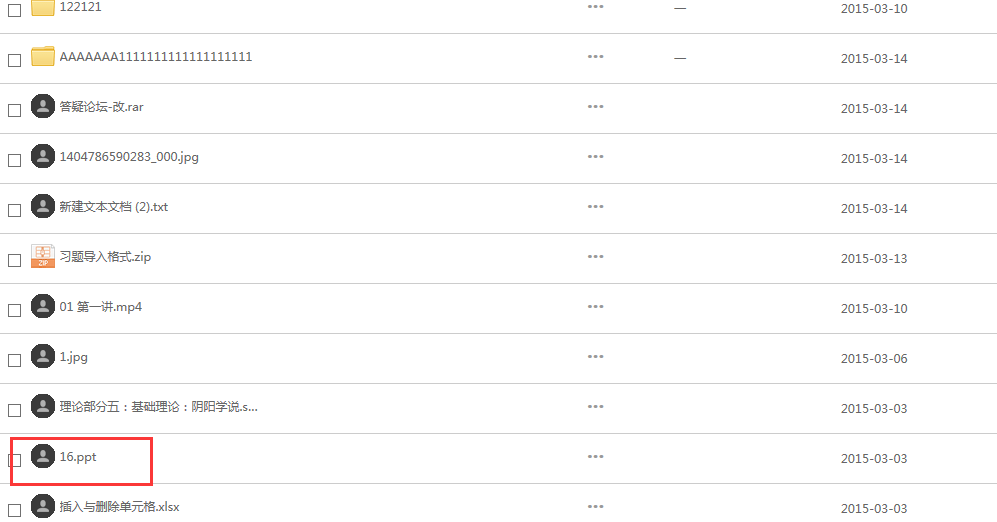 122121 ••• — 2015-03-10
AAAAAAA1111111111111111111 ••• — 2015-03-14
答疑论坛-改.rar ••• 2015-03-14
1404786590283_000.jpg ••• 2015-03-14
新建文本文档 (2).txt ••• 2015-03-14
ZIP 习题导入格式.zip ••• 2015-03-13
01 第一讲.mp4 ••• 2015-03-10
1.jpg ••• 2015-03-06
理论部分五：基础理论：阴阳学说.s... ••• 2015-03-03
16.ppt ••• 2015-03-03
插入与删除单元格.xlsx ••• 2015-03-03